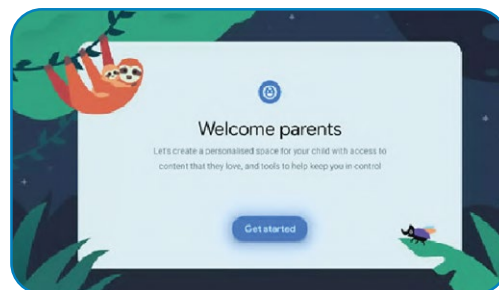 Welcome parents
Let's create a personalised space for your child with access to
content that they love, and tools to help keep you in control
Get started